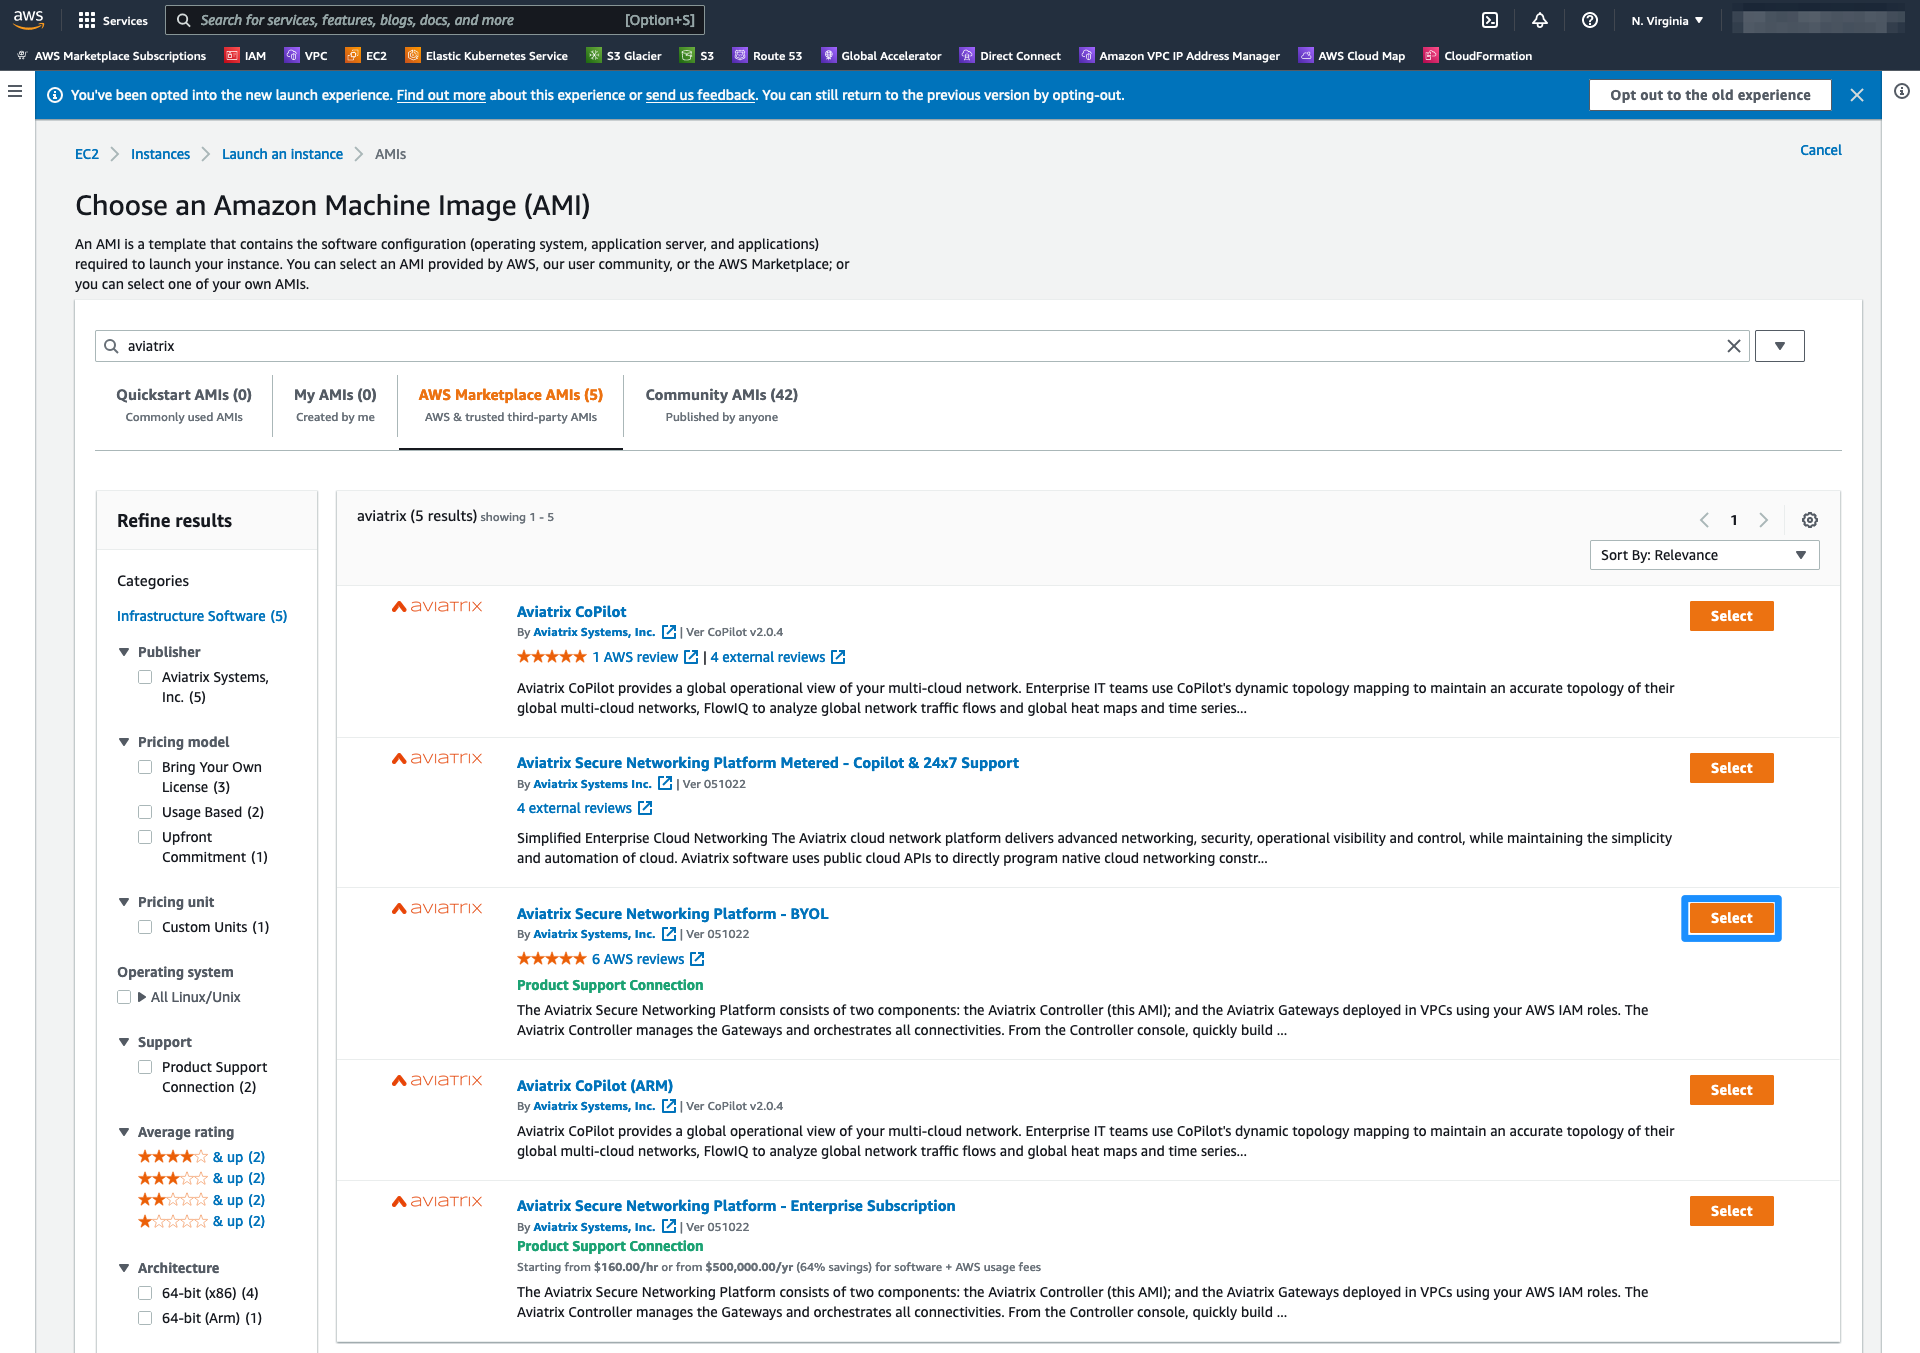 aws
Services
Search for services, features, blogs, docs, and more [Option+S]
N. Virginia
AWS Marketplace Subscriptions IAM VPC EC2 Elastic Kubernetes Service S3 Glacier S3 Route 53 Global Accelerator Direct Connect Amazon VPC IP Address Manager AWS Cloud Map CloudFormation
You've been opted into the new launch experience. Find out more about this experience or send us feedback. You can still return to the previous version by opting-out.
Opt out to the old experience
EC2 Instances Launch an instance AMIs
Cancel
Choose an Amazon Machine Image (AMI)
An AMI is a template that contains the software configuration (operating system, application server, and applications)
required to launch your instance. You can select an AMI provided by AWS, our user community, or the AWS Marketplace; or
you can select one of your own AMIs.
aviatrix
Quickstart AMIs (0)
Commonly used AMIs
My AMIs (0)
Created by me
AWS Marketplace AMIs (5)
AWS & trusted third-party AMIs
Community AMIs (42)
Published by anyone
Refine results
Categories
Infrastructure Software (5)
Publisher
Aviatrix Systems,
Inc. (5)
Pricing model
Bring Your Own
License (3)
Usage Based (2)
Upfront
Commitment (1)
Pricing unit
Custom Units (1)
Operating system
All Linux/Unix
Support
Product Support
Connection (2)
Average rating
& up (2)
& up (2)
& up (2)
& up (2)
Architecture
64-bit (x86) (4)
64-bit (Arm) (1)
aviatrix (5 results) showing 1 - 5
1
Sort By: Relevance
AVIATRIX
Aviatrix CoPilot
By Aviatrix Systems, Inc. | Ver CoPilot v2.0.4
1 AWS review | 4 external reviews
Aviatrix CoPilot provides a global operational view of your multi-cloud network. Enterprise IT teams use CoPilot's dynamic topology mapping to maintain an accurate topology of their
global multi-cloud networks, FlowIQ to analyze global network traffic flows and global heat maps and time series...
Select
AVIATRIX
Aviatrix Secure Networking Platform Metered - Copilot & 24x7 Support
By Aviatrix Systems Inc. | Ver 051022
4 external reviews
Simplified Enterprise Cloud Networking The Aviatrix cloud network platform delivers advanced networking, security, operational visibility and control, while maintaining the simplicity
and automation of cloud. Aviatrix software uses public cloud APIs to directly program native cloud networking constr...
Select
AVIATRIX
Aviatrix Secure Networking Platform - BYOL
By Aviatrix Systems, Inc. | Ver 051022
6 AWS reviews
Product Support Connection
The Aviatrix Secure Networking Platform consists of two components: the Aviatrix Controller (this AMI); and the Aviatrix Gateways deployed in VPCs using your AWS IAM roles. The
Aviatrix Controller manages the Gateways and orchestrates all connectivities. From the Controller console, quickly build ...
Select
AVIATRIX
Aviatrix CoPilot (ARM)
By Aviatrix Systems, Inc. | Ver CoPilot v2.0.4
Aviatrix CoPilot provides a global operational view of your multi-cloud network. Enterprise IT teams use CoPilot's dynamic topology mapping to maintain an accurate topology of their
global multi-cloud networks, FlowIQ to analyze global network traffic flows and global heat maps and time series...
Select
AVIATRIX
Aviatrix Secure Networking Platform - Enterprise Subscription
By Aviatrix Systems, Inc. | Ver 051022
Product Support Connection
Starting from $160.00/hr or from $500,000.00/yr (64% savings) for software + AWS usage fees
The Aviatrix Secure Networking Platform consists of two components: the Aviatrix Controller (this AMI); and the Aviatrix Gateways deployed in VPCs using your AWS IAM roles. The
Aviatrix Controller manages the Gateways and orchestrates all connectivities. From the Controller console, quickly build ...
Select